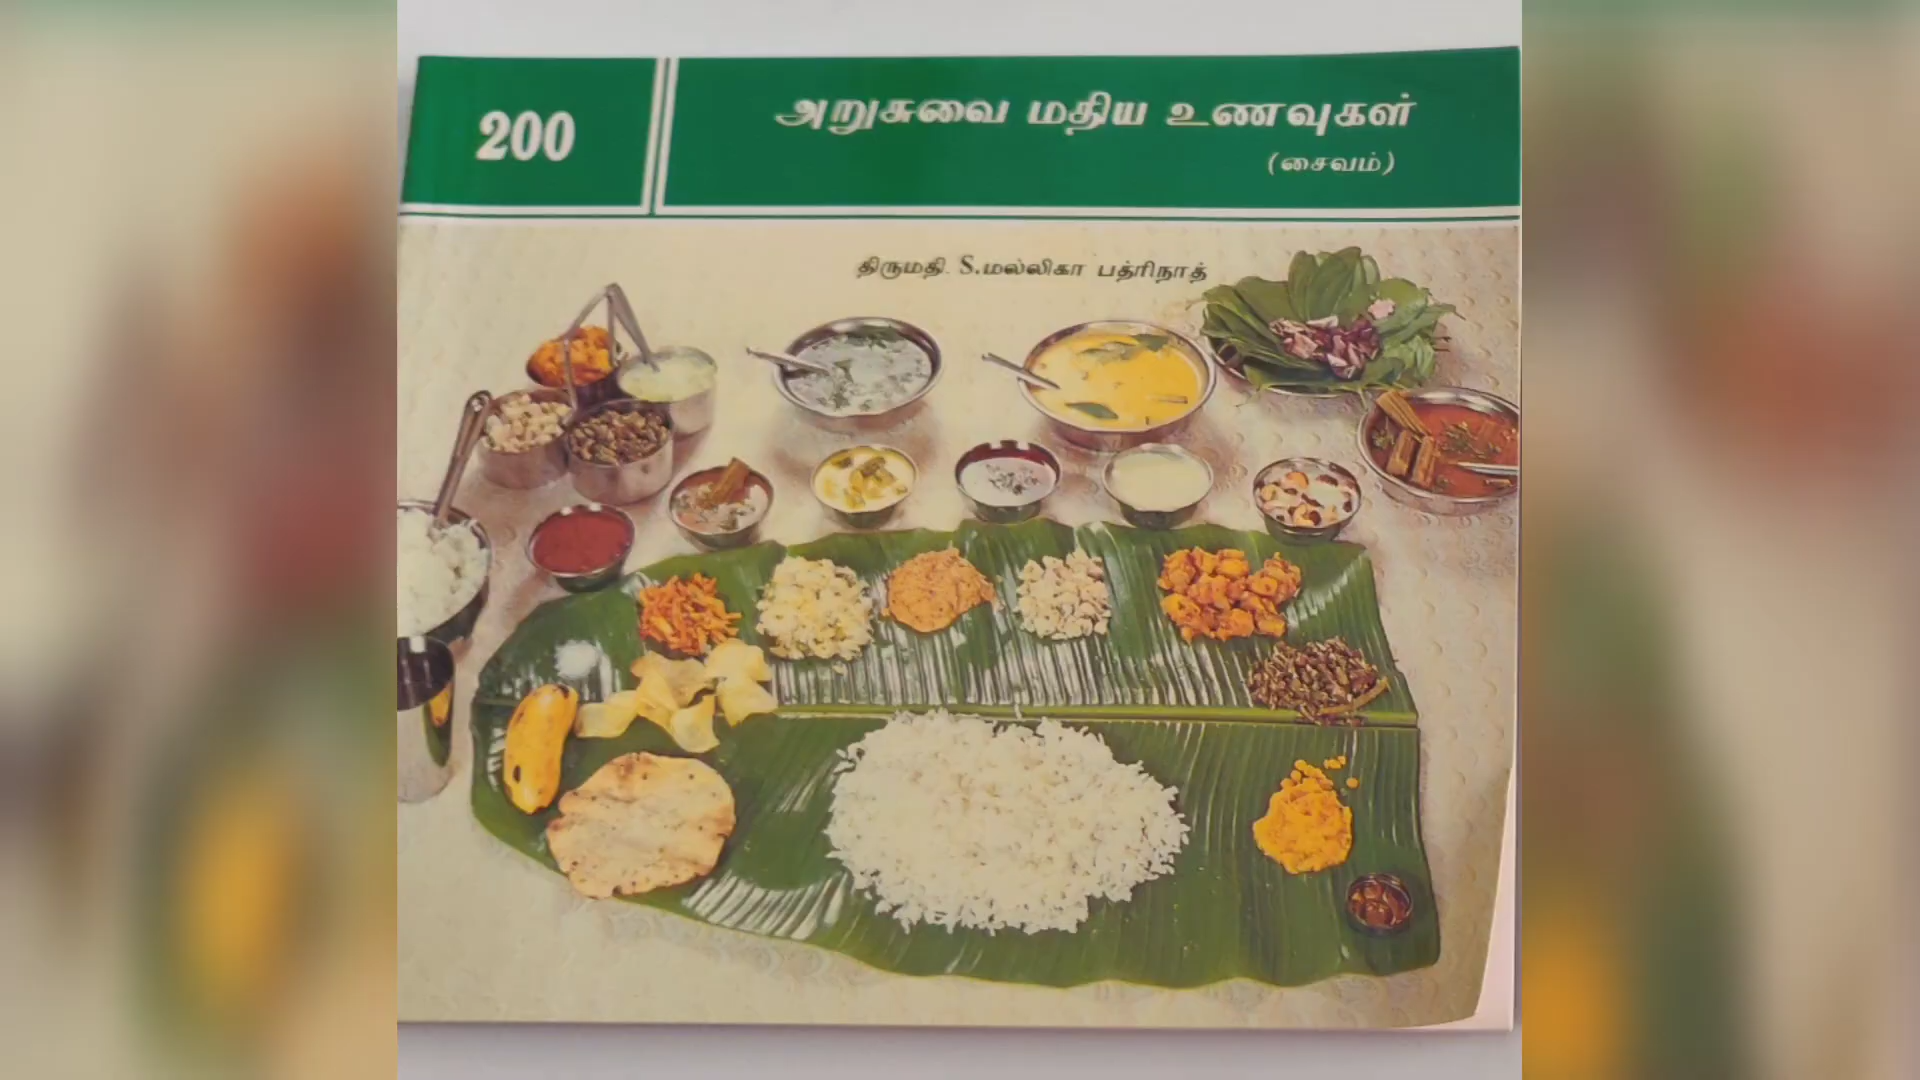 200
அறுசுவை மதிய உணவுகள்
(சைவம்)
திருமதி. S.மல்லிகா பத்ரிநாத்